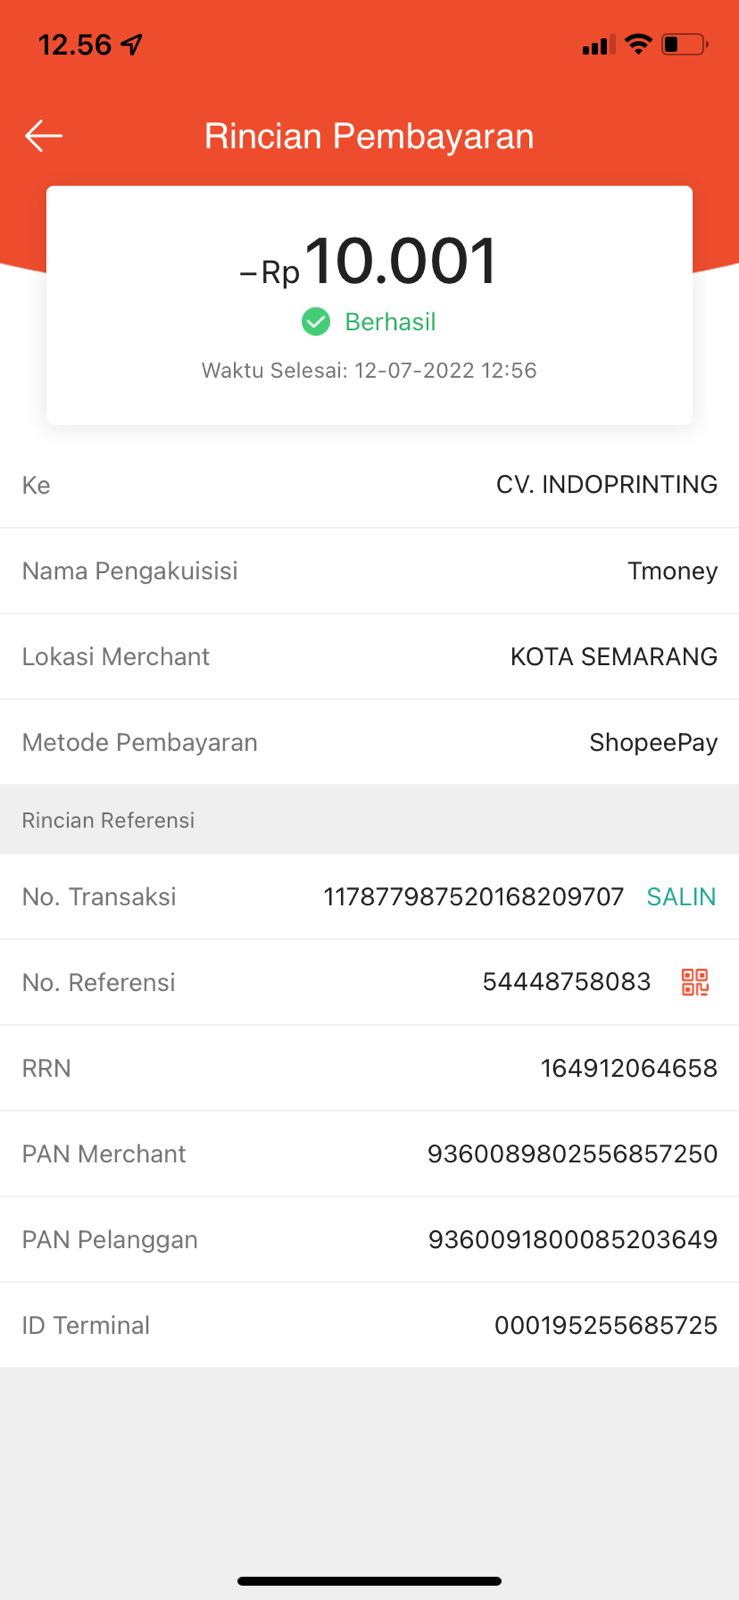 12.56
Rincian Pembayaran
–Rp10.001
Berhasil
Waktu Selesai: 12-07-2022 12:56
Ke CV. INDOPRINTING
Nama Pengakuisisi Tmoney
Lokasi Merchant KOTA SEMARANG
Metode Pembayaran ShopeePay
Rincian Referensi
No. Transaksi 117877987520168209707 SALIN
No. Referensi 54448758083
RRN 164912064658
PAN Merchant 9360089802556857250
PAN Pelanggan 9360091800085203649
ID Terminal 000195255685725